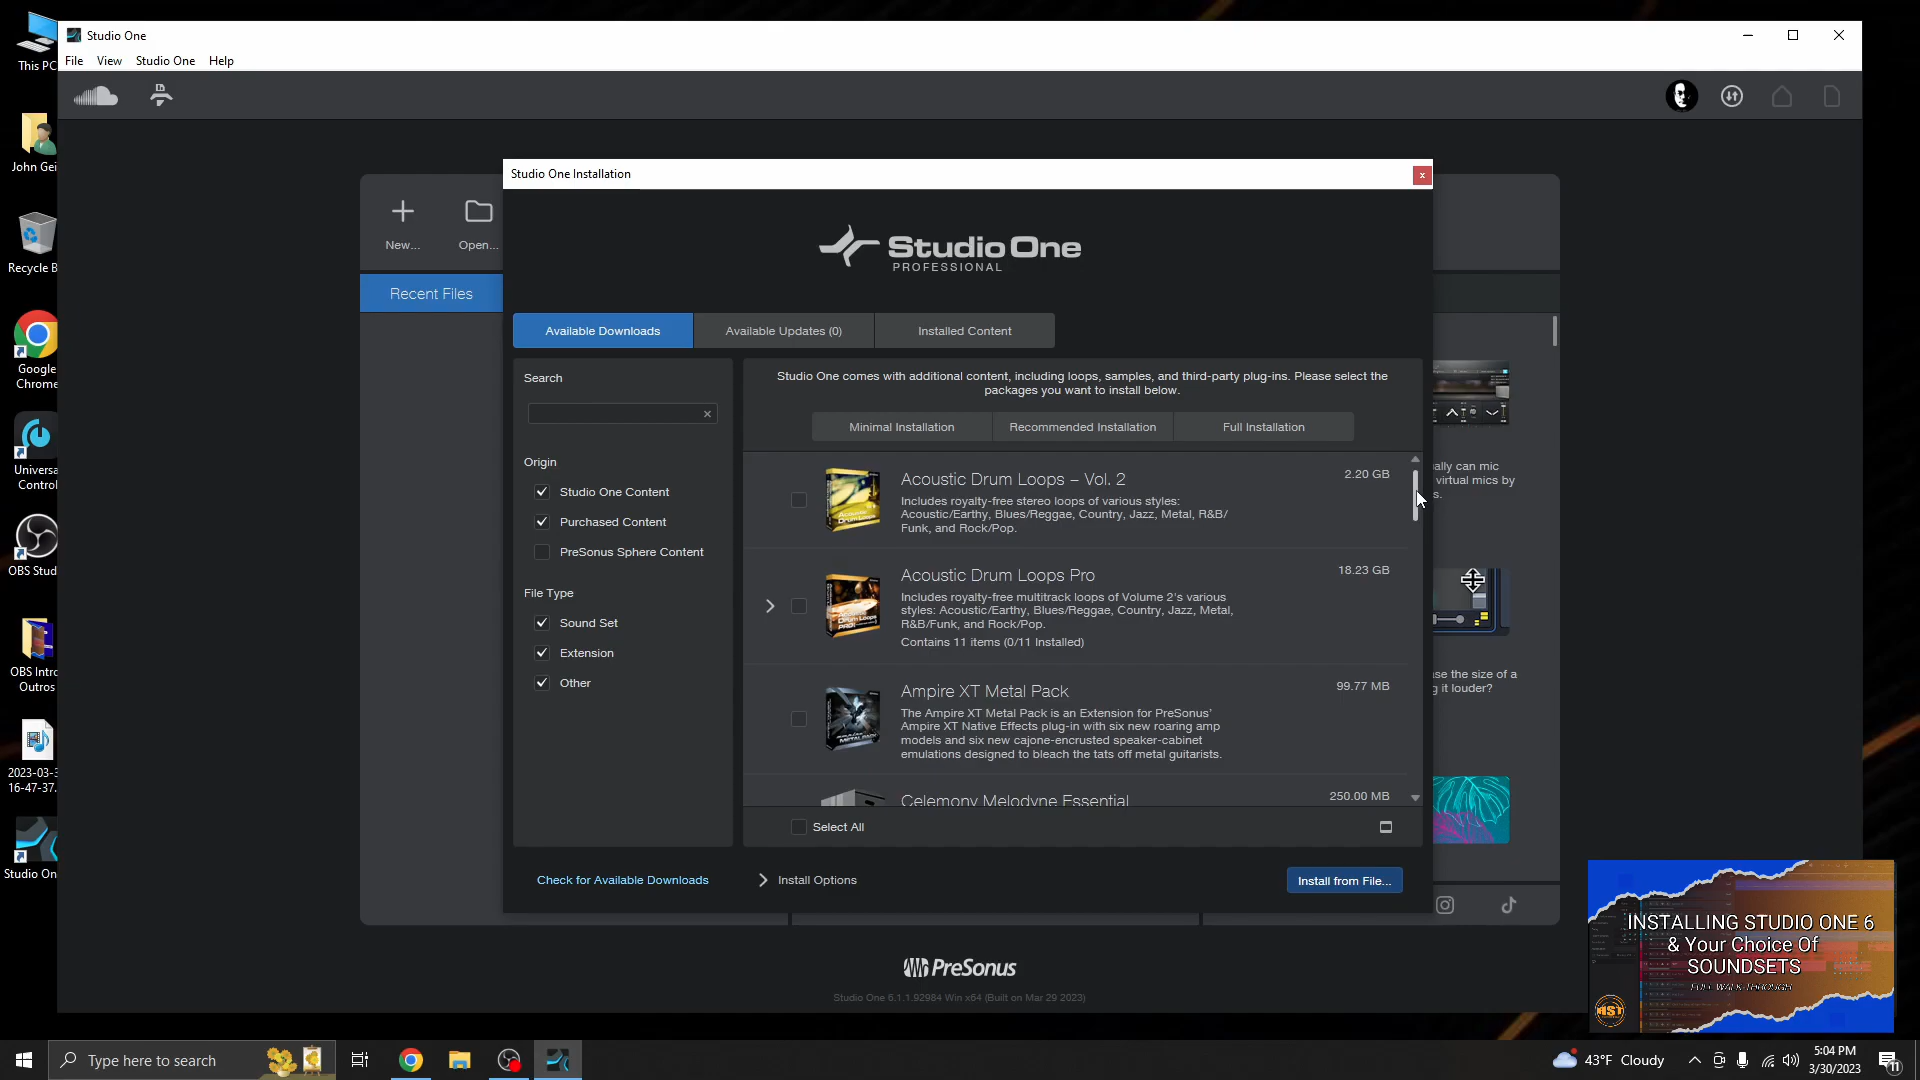 This PC
Studio One
File View Studio One Help
John Gei
New...
Open...
Studio One Installation
x
Studio One
PROFESSIONAL
Recycle B
Recent Files
Available Downloads
Available Updates (0)
Installed Content
Google
Chrome
Search
Origin
Studio One Content
Purchased Content
PreSonus Sphere Content
File Type
Sound Set
Extension
Other
Studio One comes with additional content, including loops, samples, and third-party plug-ins. Please select the
packages you want to install below.
Minimal Installation
Recommended Installation
Full Installation
Acoustic Drum Loops – Vol. 2
2.20 GB
Includes royalty-free stereo loops of various styles:
Acoustic/Earthy, Blues/Reggae, Country, Jazz, Metal, R&B/
Funk, and Rock/Pop.
Acoustic Drum Loops Pro
18.23 GB
Includes royalty-free multitrack loops of Volume 2's various
styles: Acoustic/Earthy, Blues/Reggae, Country, Jazz, Metal,
R&B/Funk, and Rock/Pop.
Contains 11 items (0/11 Installed)
Ampire XT Metal Pack
99.77 MB
The Ampire XT Metal Pack is an Extension for PreSonus'
Ampire XT Native Effects plug-in with six new roaring amp
models and six new cajone-encrusted speaker-cabinet
emulations designed to bleach the tats off metal guitarists.
Celemony Melodyne Essential
250.00 MB
Select All
Check for Available Downloads
Install Options
Install from File...
ally can mic
virtual mics by
s.
se the size of a
g it louder?
Universa
Control
OBS Stud
OBS Intro
Outros
2023-03-3
16-47-37.
Studio On
PreSonus
Studio One 6.1.1.92984 Win x64 (Built on Mar 29 2023)
INSTALLING STUDIO ONE 6
& Your Choice Of
SOUNDSETS
FULL WALK-THROUGH
MST
Type here to search
43°F Cloudy
5:04 PM
3/30/2023
11